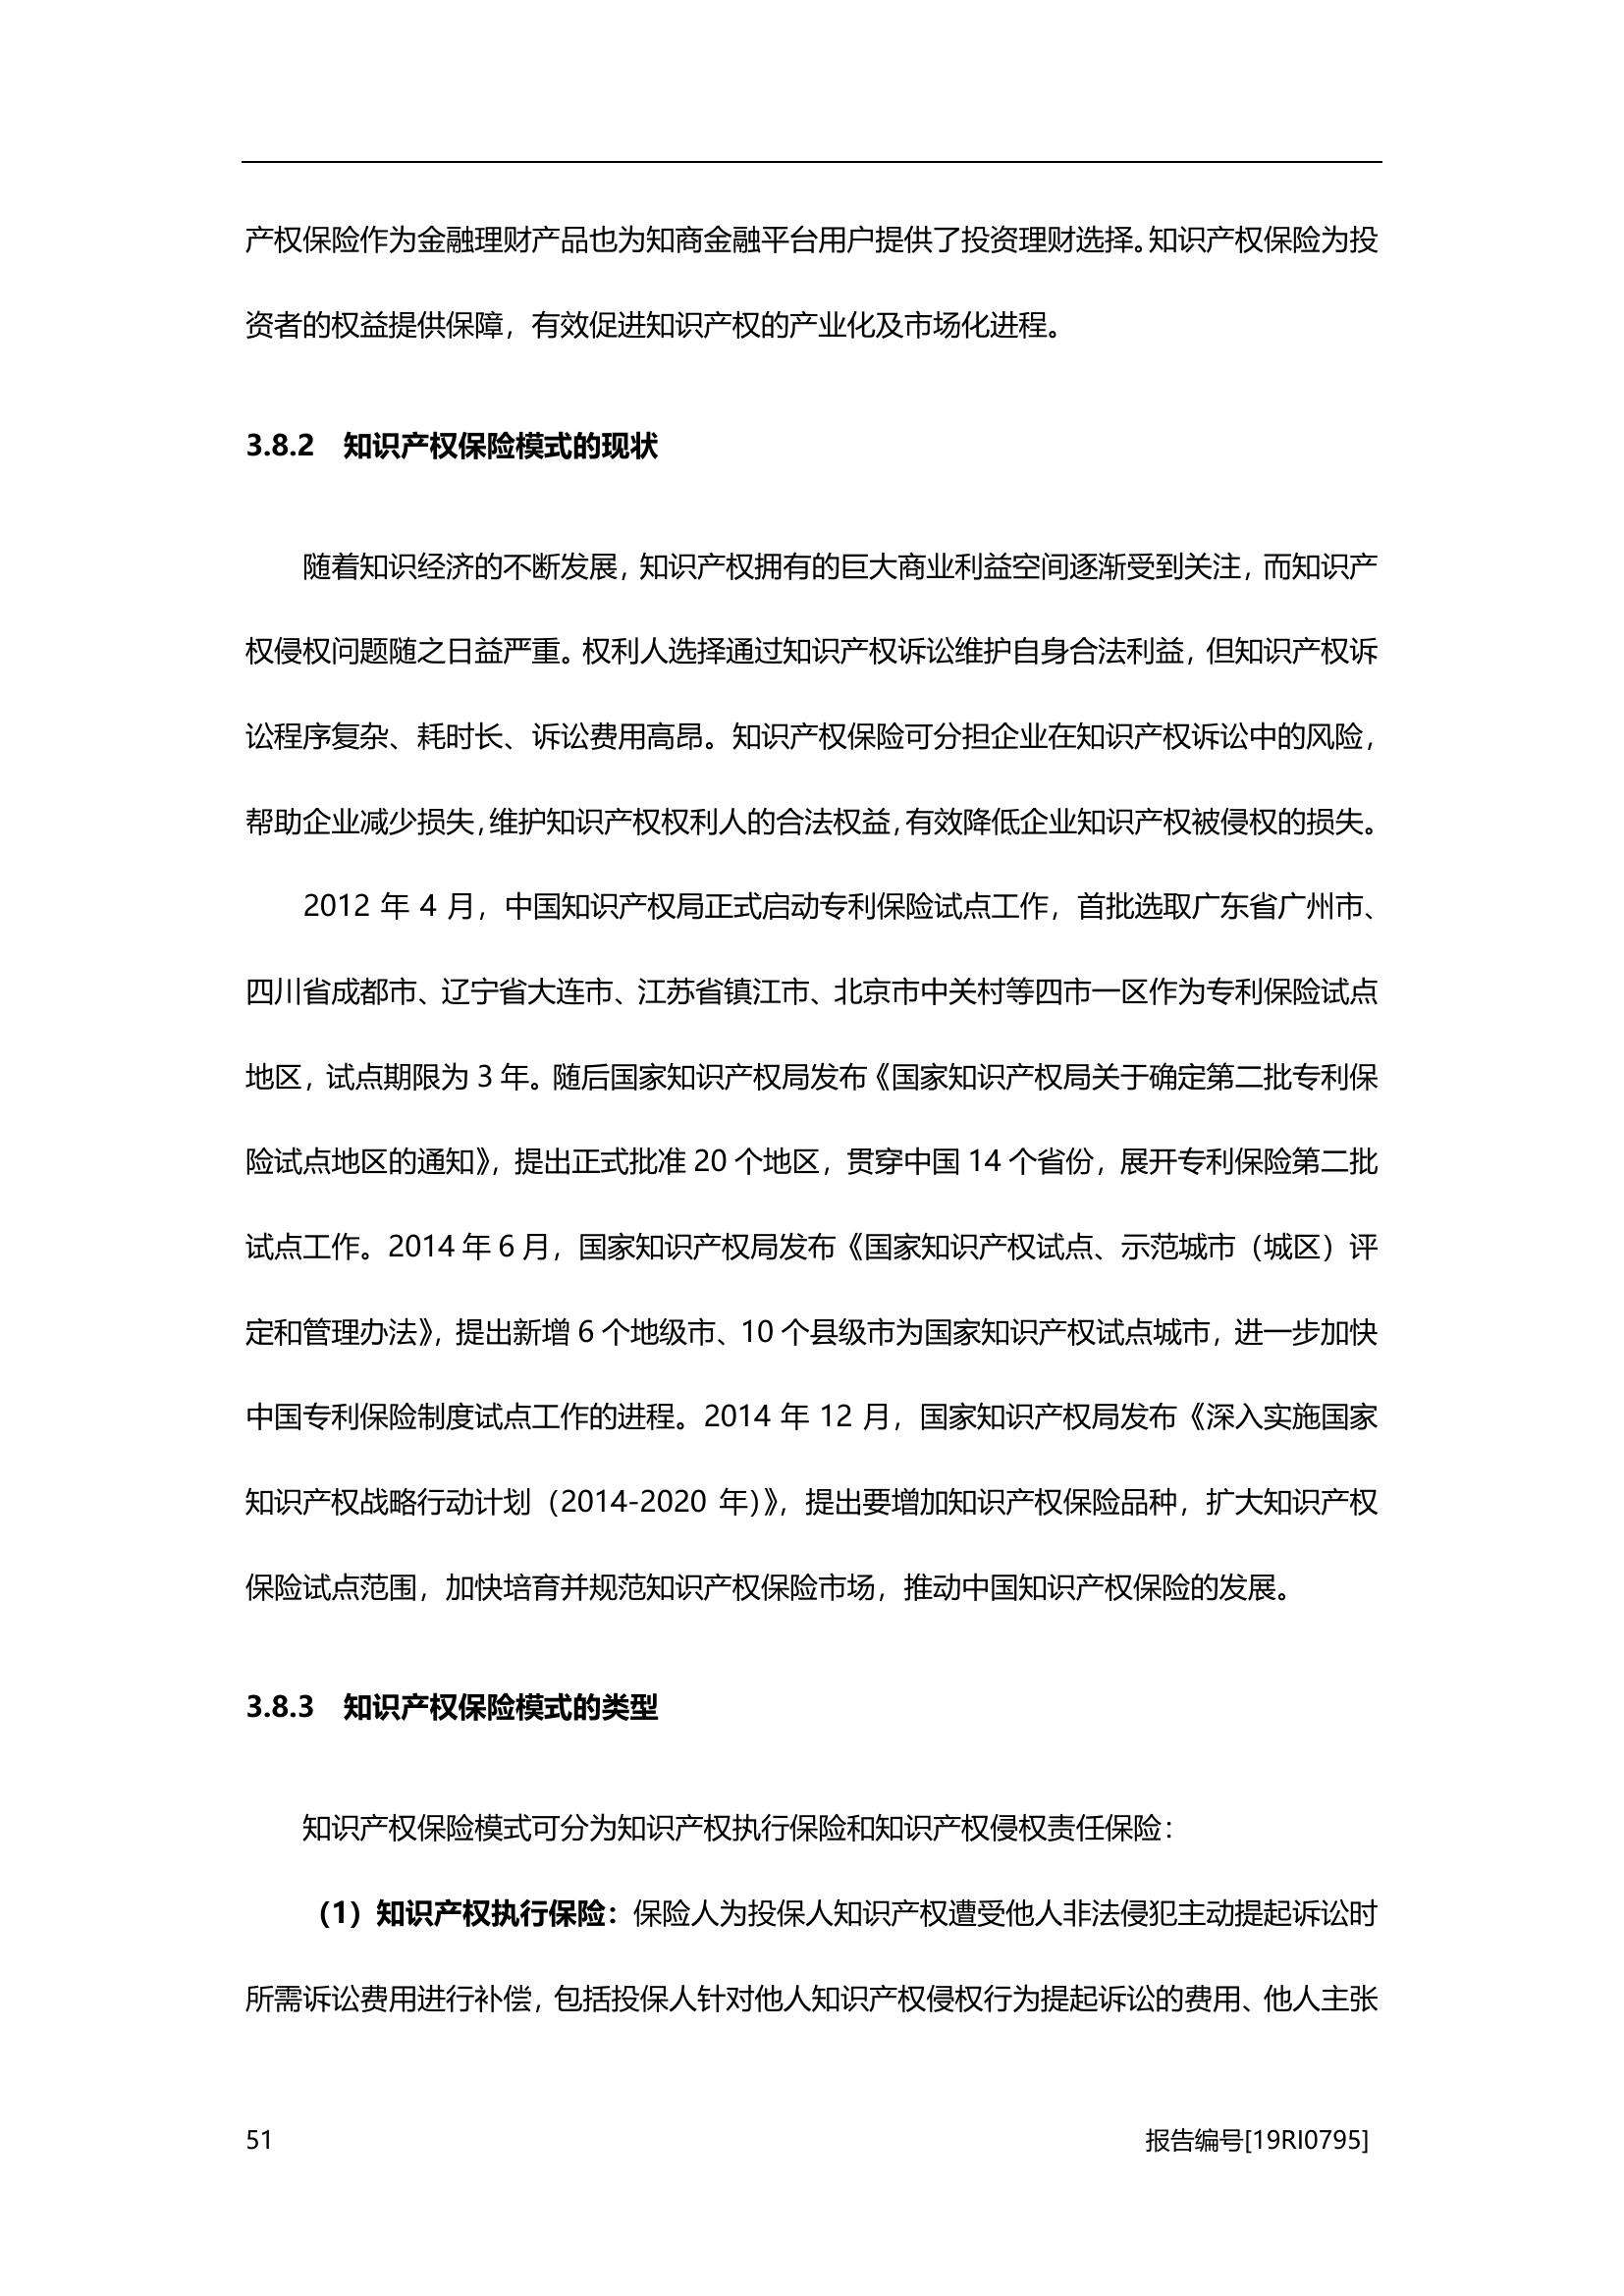 产权保险作为金融理财产品也为知商金融平台用户提供了投资理财选择。知识产权保险为投
资者的权益提供保障，有效促进知识产权的产业化及市场化进程。
3.8.2 知识产权保险模式的现状
随着知识经济的不断发展，知识产权拥有的巨大商业利益空间逐渐受到关注，而知识产
权侵权问题随之日益严重。权利人选择通过知识产权诉讼维护自身合法利益，但知识产权诉
讼程序复杂、耗时长、诉讼费用高昂。知识产权保险可分担企业在知识产权诉讼中的风险，
帮助企业减少损失，维护知识产权权利人的合法权益，有效降低企业知识产权被侵权的损失。
2012 年 4 月，中国知识产权局正式启动专利保险试点工作，首批选取广东省广州市、
四川省成都市、辽宁省大连市、江苏省镇江市、北京市中关村等四市一区作为专利保险试点
地区，试点期限为 3 年。随后国家知识产权局发布《国家知识产权局关于确定第二批专利保
险试点地区的通知》，提出正式批准 20 个地区，贯穿中国 14 个省份，展开专利保险第二批
试点工作。2014 年 6 月，国家知识产权局发布《国家知识产权试点、示范城市（城区）评
定和管理办法》，提出新增 6 个地级市、10 个县级市为国家知识产权试点城市，进一步加快
中国专利保险制度试点工作的进程。2014 年 12 月，国家知识产权局发布《深入实施国家
知识产权战略行动计划（2014-2020 年）》，提出要增加知识产权保险品种，扩大知识产权
保险试点范围，加快培育并规范知识产权保险市场，推动中国知识产权保险的发展。
3.8.3 知识产权保险模式的类型
知识产权保险模式可分为知识产权执行保险和知识产权侵权责任保险：
（1）知识产权执行保险：保险人为投保人知识产权遭受他人非法侵犯主动提起诉讼时
所需诉讼费用进行补偿，包括投保人针对他人知识产权侵权行为提起诉讼的费用、他人主张
51 报告编号[19RI0795]